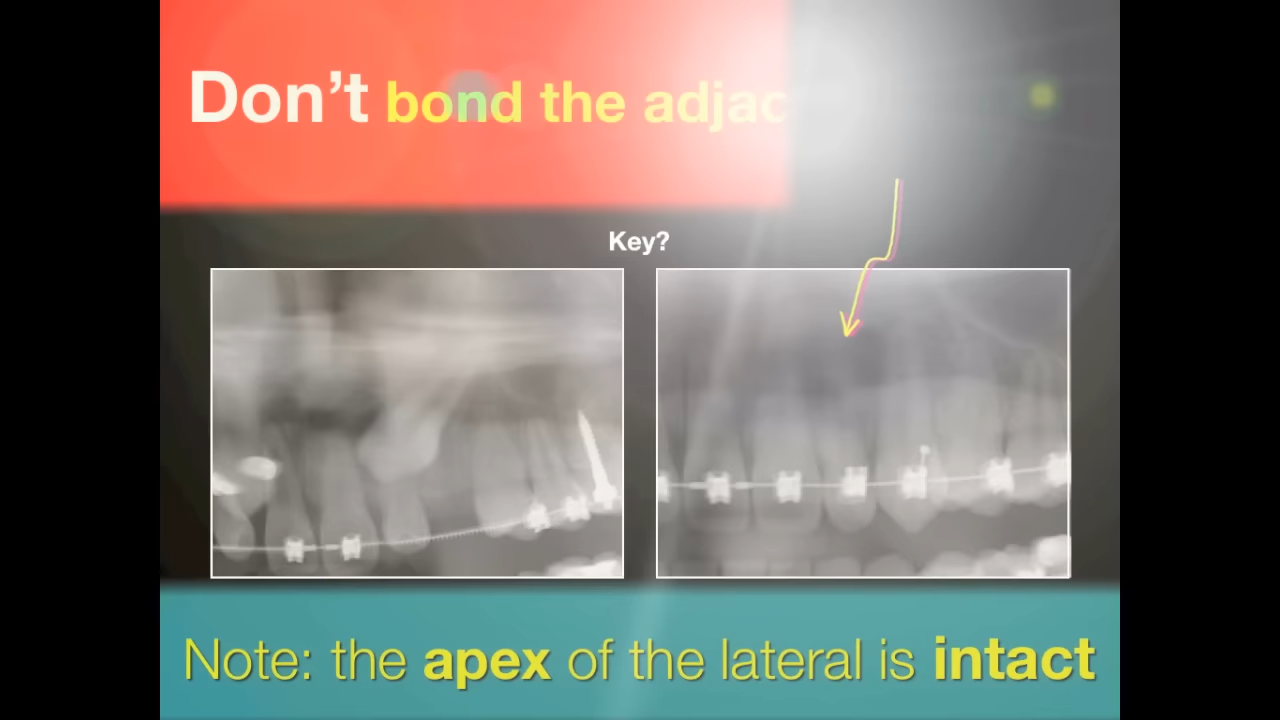 Don't bond the adjac
Key?
Note: the apex of the lateral is intact